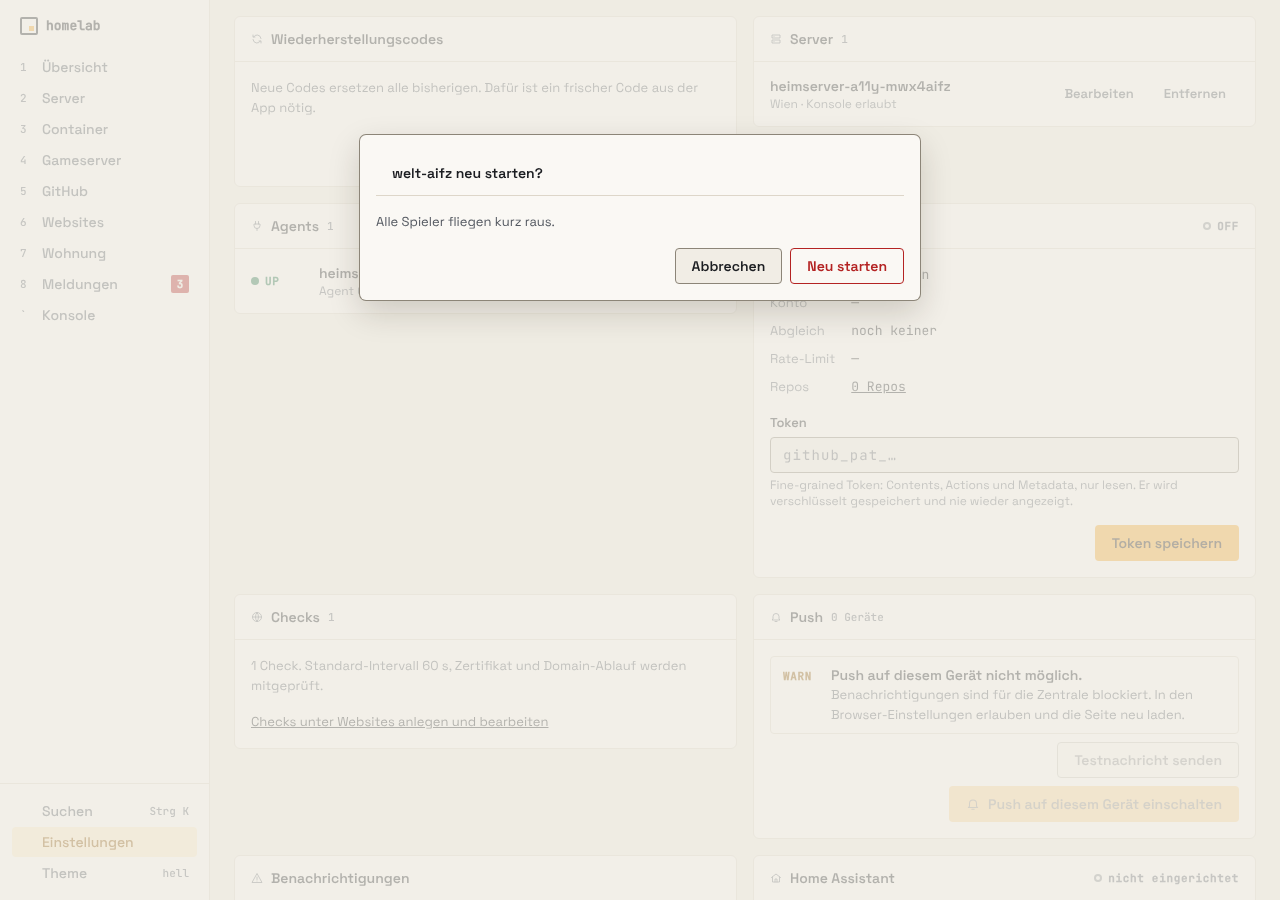 homelab
1 Übersicht
2 Server
3 Container
4 Gameserver
5 GitHub
6 Websites
7 Wohnung
8 Meldungen 3
` Konsole
Suchen Strg K
Einstellungen
Theme hell
Wiederherstellungscodes
Neue Codes ersetzen alle bisherigen. Dafür ist ein frischer Code aus der
App nötig.
Server 1
heimserver-a11y-mwx4aifz
Wien · Konsole erlaubt
Bearbeiten
Entfernen
welt-aifz neu starten?
Alle Spieler fliegen kurz raus.
Abbrechen
Neu starten
Agents 1
UP
heims
Agent
OFF
n
Konto —
Abgleich noch keiner
Rate-Limit —
Repos 0 Repos
Token
github_pat_…
Fine-grained Token: Contents, Actions und Metadata, nur lesen. Er wird
verschlüsselt gespeichert und nie wieder angezeigt.
Token speichern
Checks 1
1 Check. Standard-Intervall 60 s, Zertifikat und Domain-Ablauf werden
mitgeprüft.
Checks unter Websites anlegen und bearbeiten
Push 0 Geräte
WARN
Push auf diesem Gerät nicht möglich.
Benachrichtigungen sind für die Zentrale blockiert. In den
Browser-Einstellungen erlauben und die Seite neu laden.
Testnachricht senden
Push auf diesem Gerät einschalten
Benachrichtigungen
Home Assistant
nicht eingerichtet